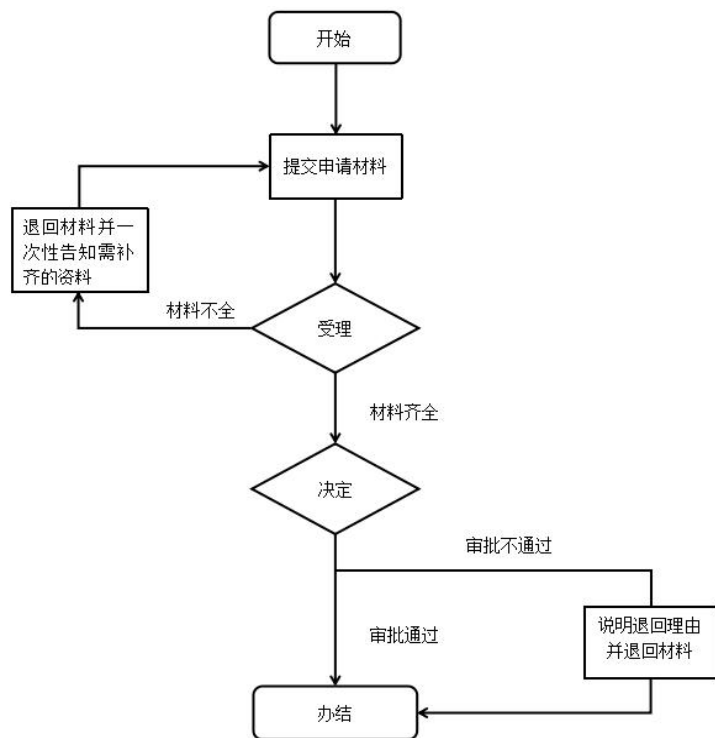 开始
提交申请材料
退回材料并一
次性告知需补
齐的资料
材料不全
受理
材料齐全
决定
审批不通过
审批通过
说明退回理由
并退回材料
办结